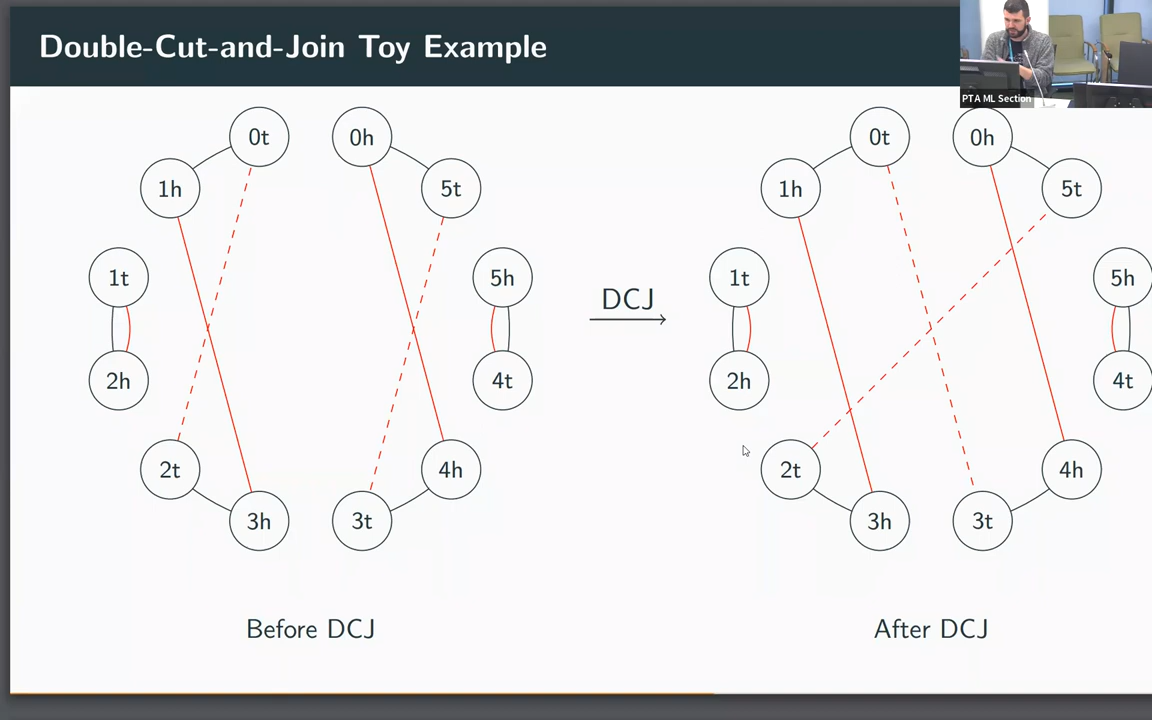 Double-Cut-and-Join Toy Example
PTA ML Section
0t
0h
1h
5t
1t
5h
2h
4t
2t
4h
3h
3t
Before DCJ
DCJ
0t
0h
1h
5t
1t
5h
2h
4t
2t
4h
3h
3t
After DCJ